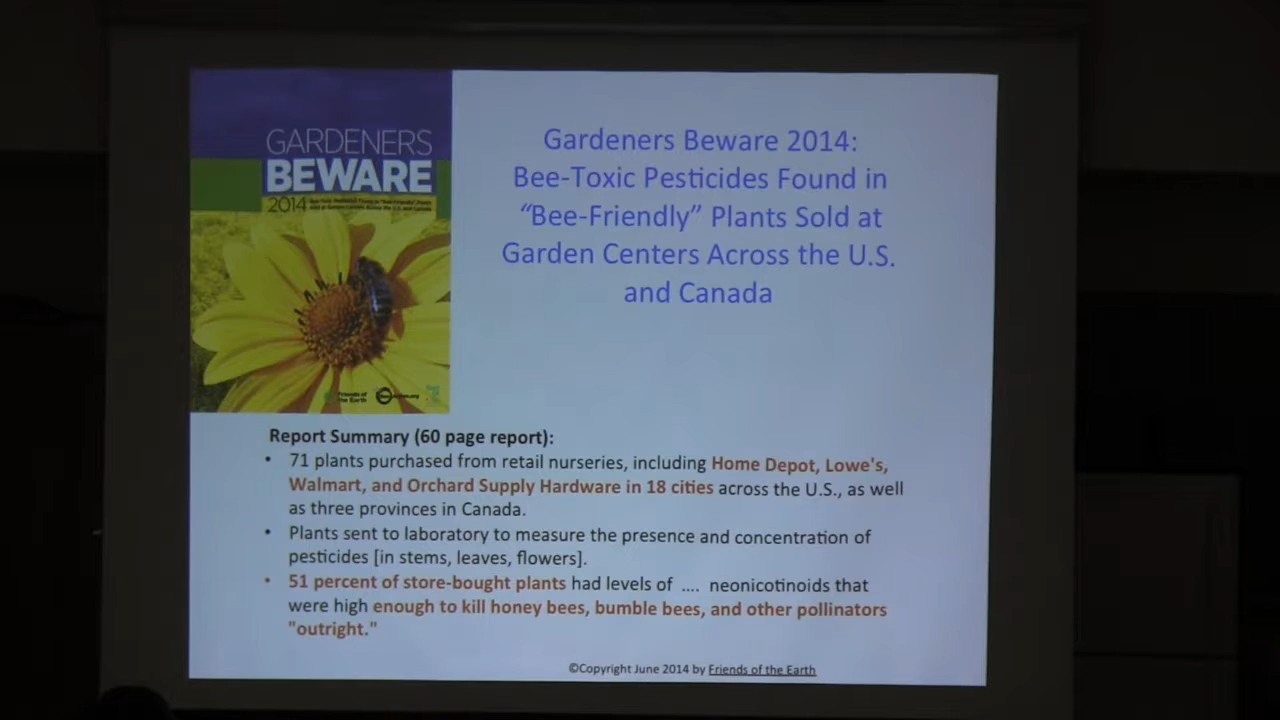 GARDENERS
BEWARE
2014
Friends of
the Earth
Gardeners Beware 2014:
Bee-Toxic Pesticides Found in
“Bee-Friendly” Plants Sold at
Garden Centers Across the U.S.
and Canada
Report Summary (60 page report):
• 71 plants purchased from retail nurseries, including Home Depot, Lowe's,
Walmart, and Orchard Supply Hardware in 18 cities across the U.S., as well
as three provinces in Canada.
• Plants sent to laboratory to measure the presence and concentration of
pesticides [in stems, leaves, flowers].
• 51 percent of store-bought plants had levels of .... neonicotinoids that
were high enough to kill honey bees, bumble bees, and other pollinators
"outright."
©Copyright June 2014 by Friends of the Earth